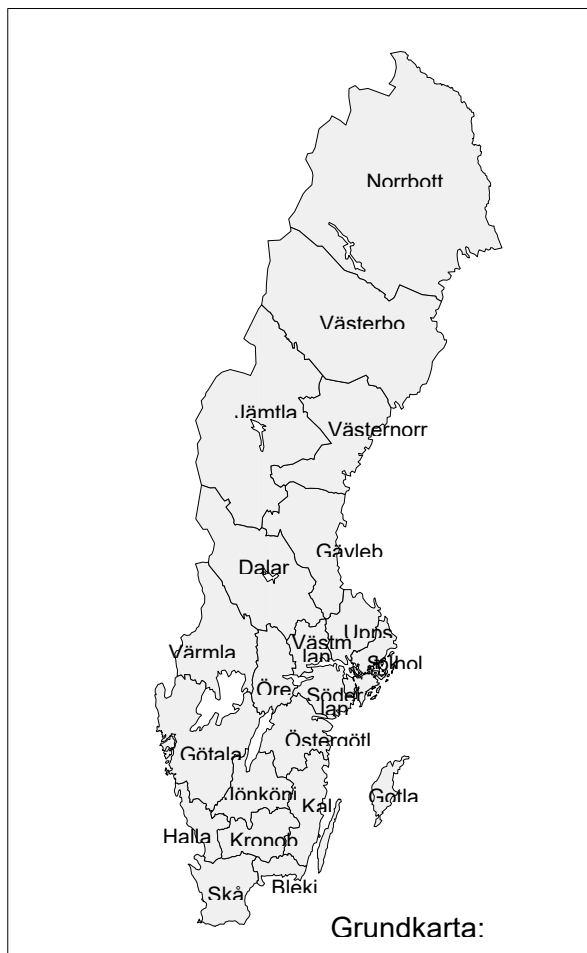 Norrbott
Västerbo
Jämtla
Västernorr
Gävleb
Dalar
Upps
Västm
lan
Värmla
Öre
Söder
lan
Östergötl
Götala
Jönköpi
Kal
Gotla
Halla
Kronob
Bleki
Skå
Grundkarta: